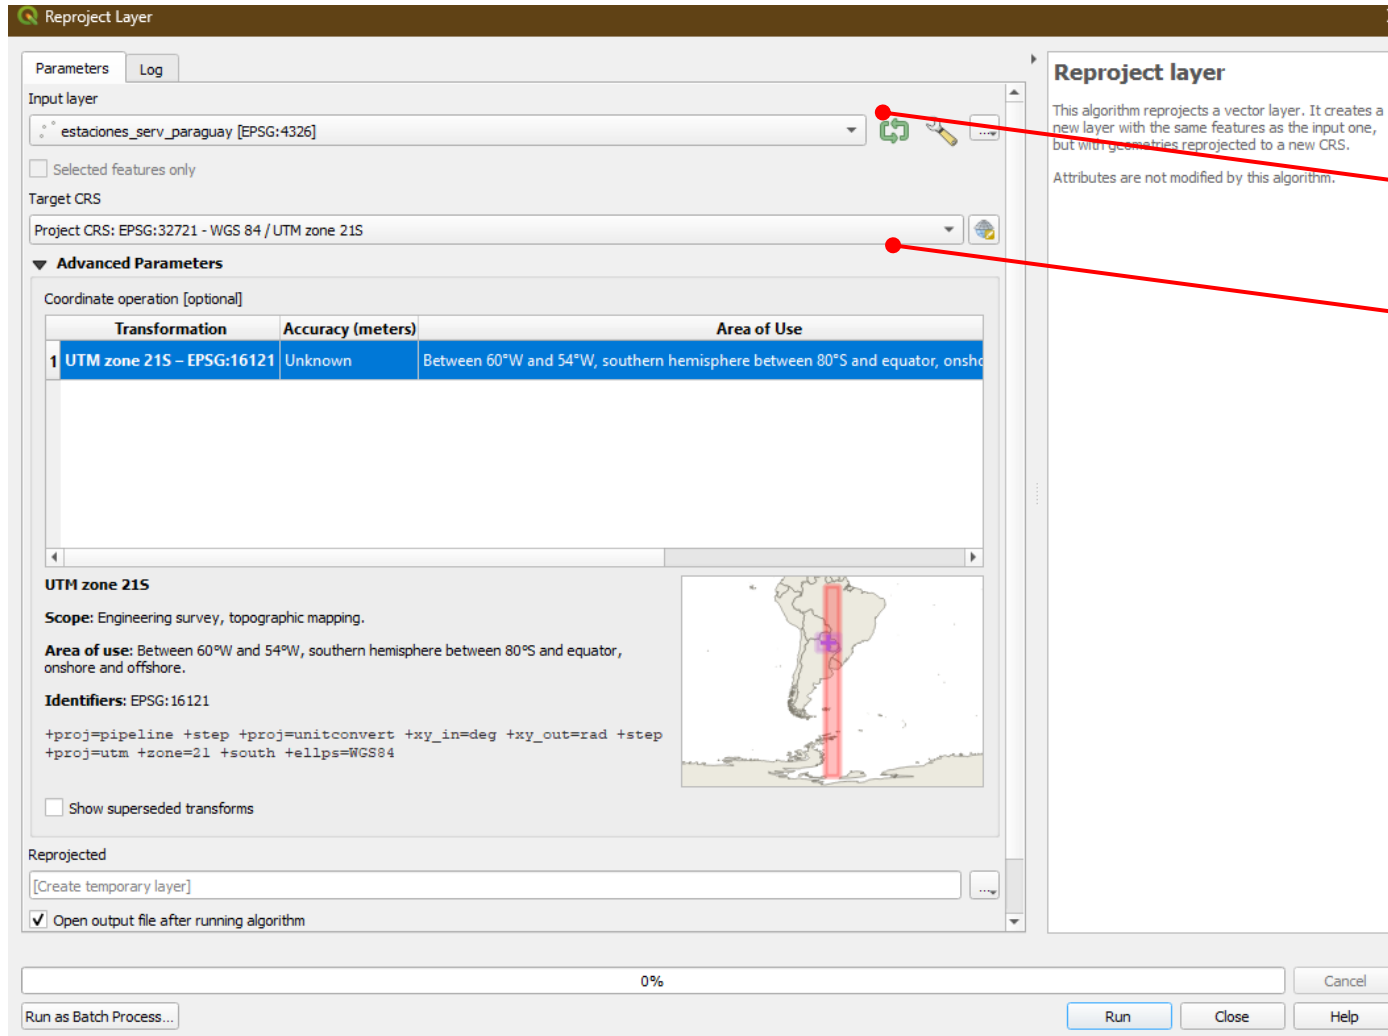 Reproject Layer
Parameters
Log
Input layer
estaciones_serv_paraguay [EPSG:4326]
...
Selected features only
Target CRS
Project CRS: EPSG:32721 - WGS 84 / UTM zone 21S
Advanced Parameters
Coordinate operation [optional]
Transformation Accuracy (meters) Area of Use
1 UTM zone 21S – EPSG:16121 Unknown Between 60°W and 54°W, southern hemisphere between 80°S and equator, onsho
UTM zone 21S
Scope: Engineering survey, topographic mapping.
Area of use: Between 60°W and 54°W, southern hemisphere between 80°S and equator,
onshore and offshore.
Identifiers: EPSG:16121
+proj=pipeline +step +proj=unitconvert +xy_in=deg +xy_out=rad +step
+proj=utm +zone=21 +south +ellps=WGS84
Show superseded transforms
Reprojected
[Create temporary layer]
...
Open output file after running algorithm
Reproject layer
This algorithm reprojects a vector layer. It creates a
new layer with the same features as the input one,
but with geometries reprojected to a new CRS.
Attributes are not modified by this algorithm.
0%
Cancel
Run as Batch Process...
Run
Close
Help